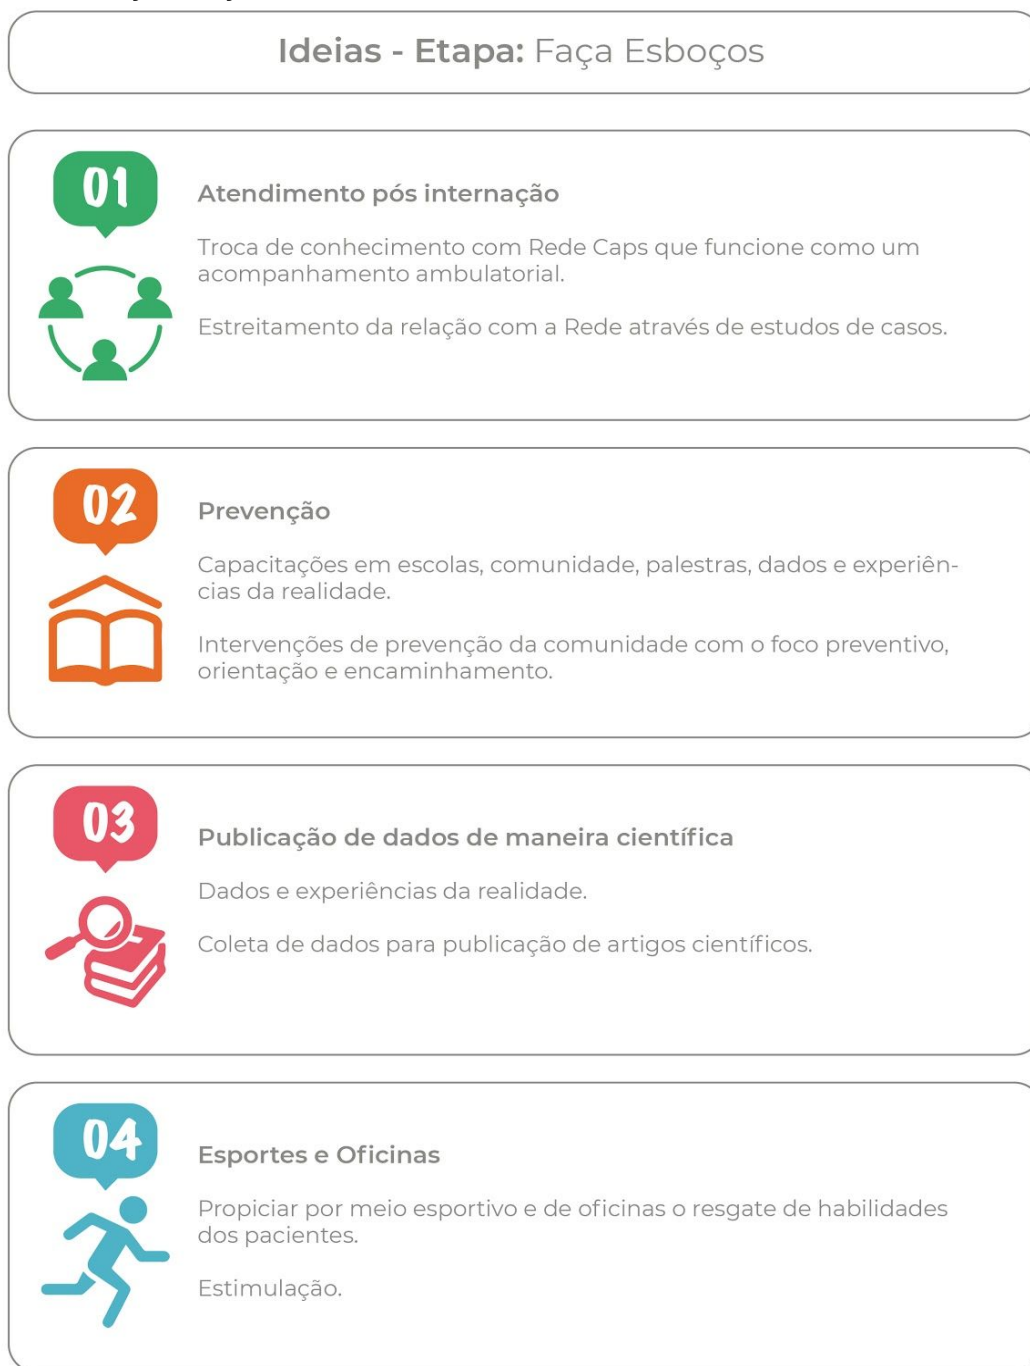 Ideias - Etapa: Faça Esboços
01
Atendimento pós internação
Troca de conhecimento com Rede Caps que funcione como um
acompanhamento ambulatorial.
Estreitamento da relação com a Rede através de estudos de casos.
02
Prevenção
Capacitações em escolas, comunidade, palestras, dados e experiên-
cias da realidade.
Intervenções de prevenção da comunidade com o foco preventivo,
orientação e encaminhamento.
03
Publicação de dados de maneira científica
Dados e experiências da realidade.
Coleta de dados para publicação de artigos científicos.
04
Esportes e Oficinas
Propiciar por meio esportivo e de oficinas o resgate de habilidades
dos pacientes.
Estimulação.